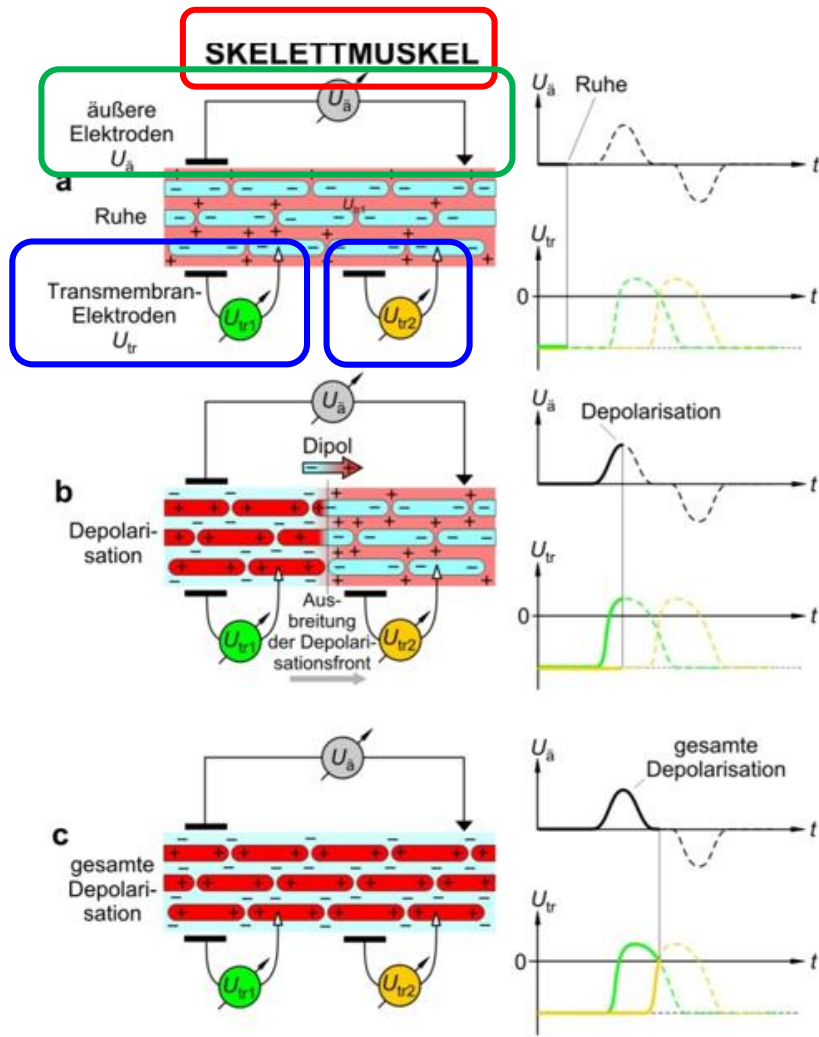 SKELETTMUSKEL
äußere
Elektroden
Uä
Uä
a
Ruhe
Utr1
Transmembran-
Elektroden
Utr
Utr1
Utr2
Uä
Ruhe
t
Utr
0
t
Uä
Dipol
- +
b
Depolari-
sation
Utr1
Aus-
breitung
der Depolari-
sationsfront
Utr2
Uä
Depolarisation
t
Utr
0
t
Uä
c
gesamte
Depolari-
sation
Utr1
Utr2
Uä
gesamte
Depolarisation
t
Utr
0
t